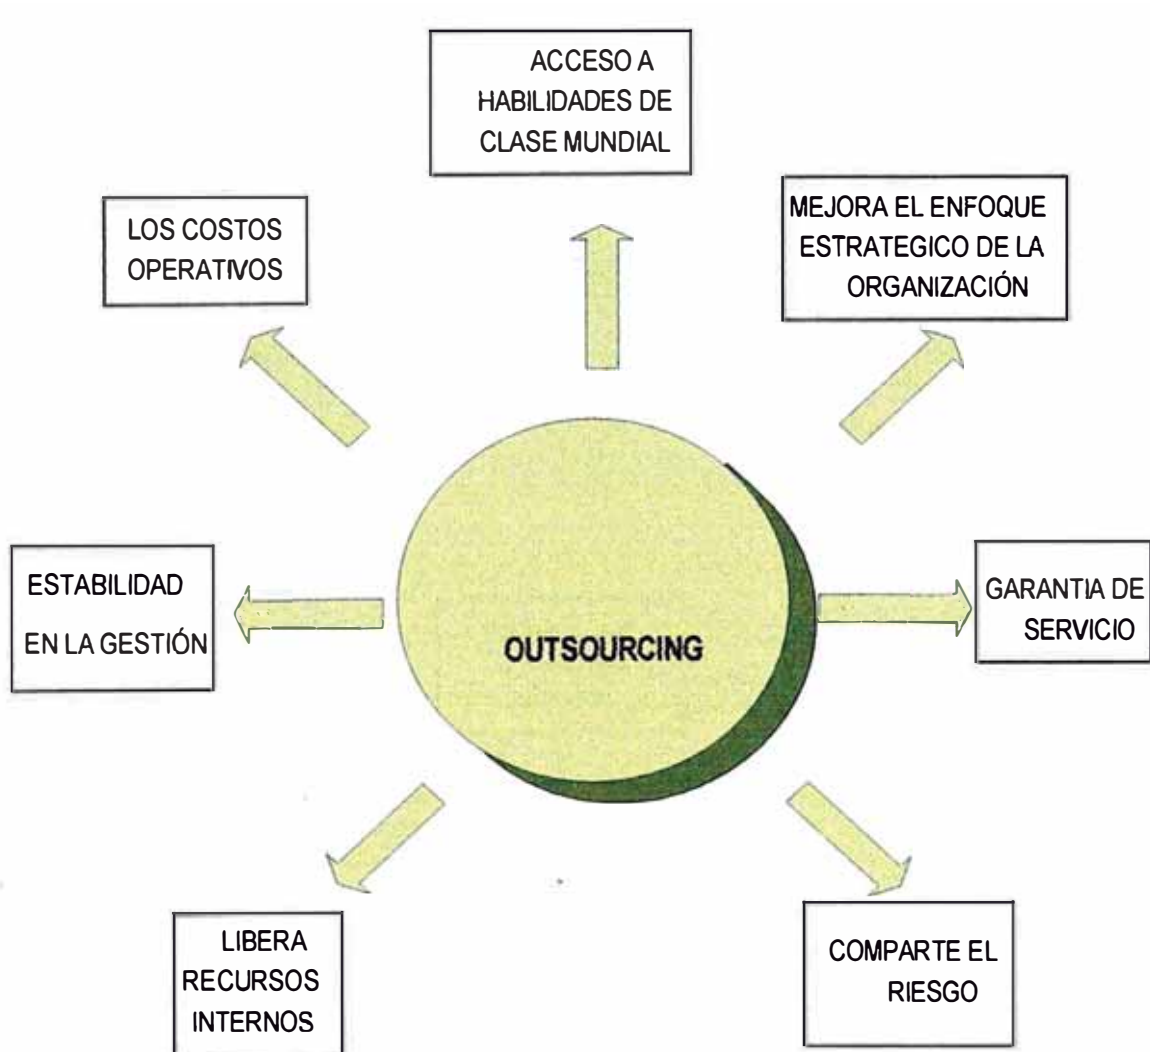 ACCESO A
HABILIDADES DE
CLASE MUNDIAL
MEJORA EL ENFOQUE
ESTRATEGICO DE LA
ORGANIZACIÓN
LOS COSTOS
OPERATIVOS
ESTABILIDAD
EN LA GESTIÓN
OUTSOURCING
GARANTIA DE
SERVICIO
LIBERA
RECURSOS
INTERNOS
COMPARTE EL
RIESGO